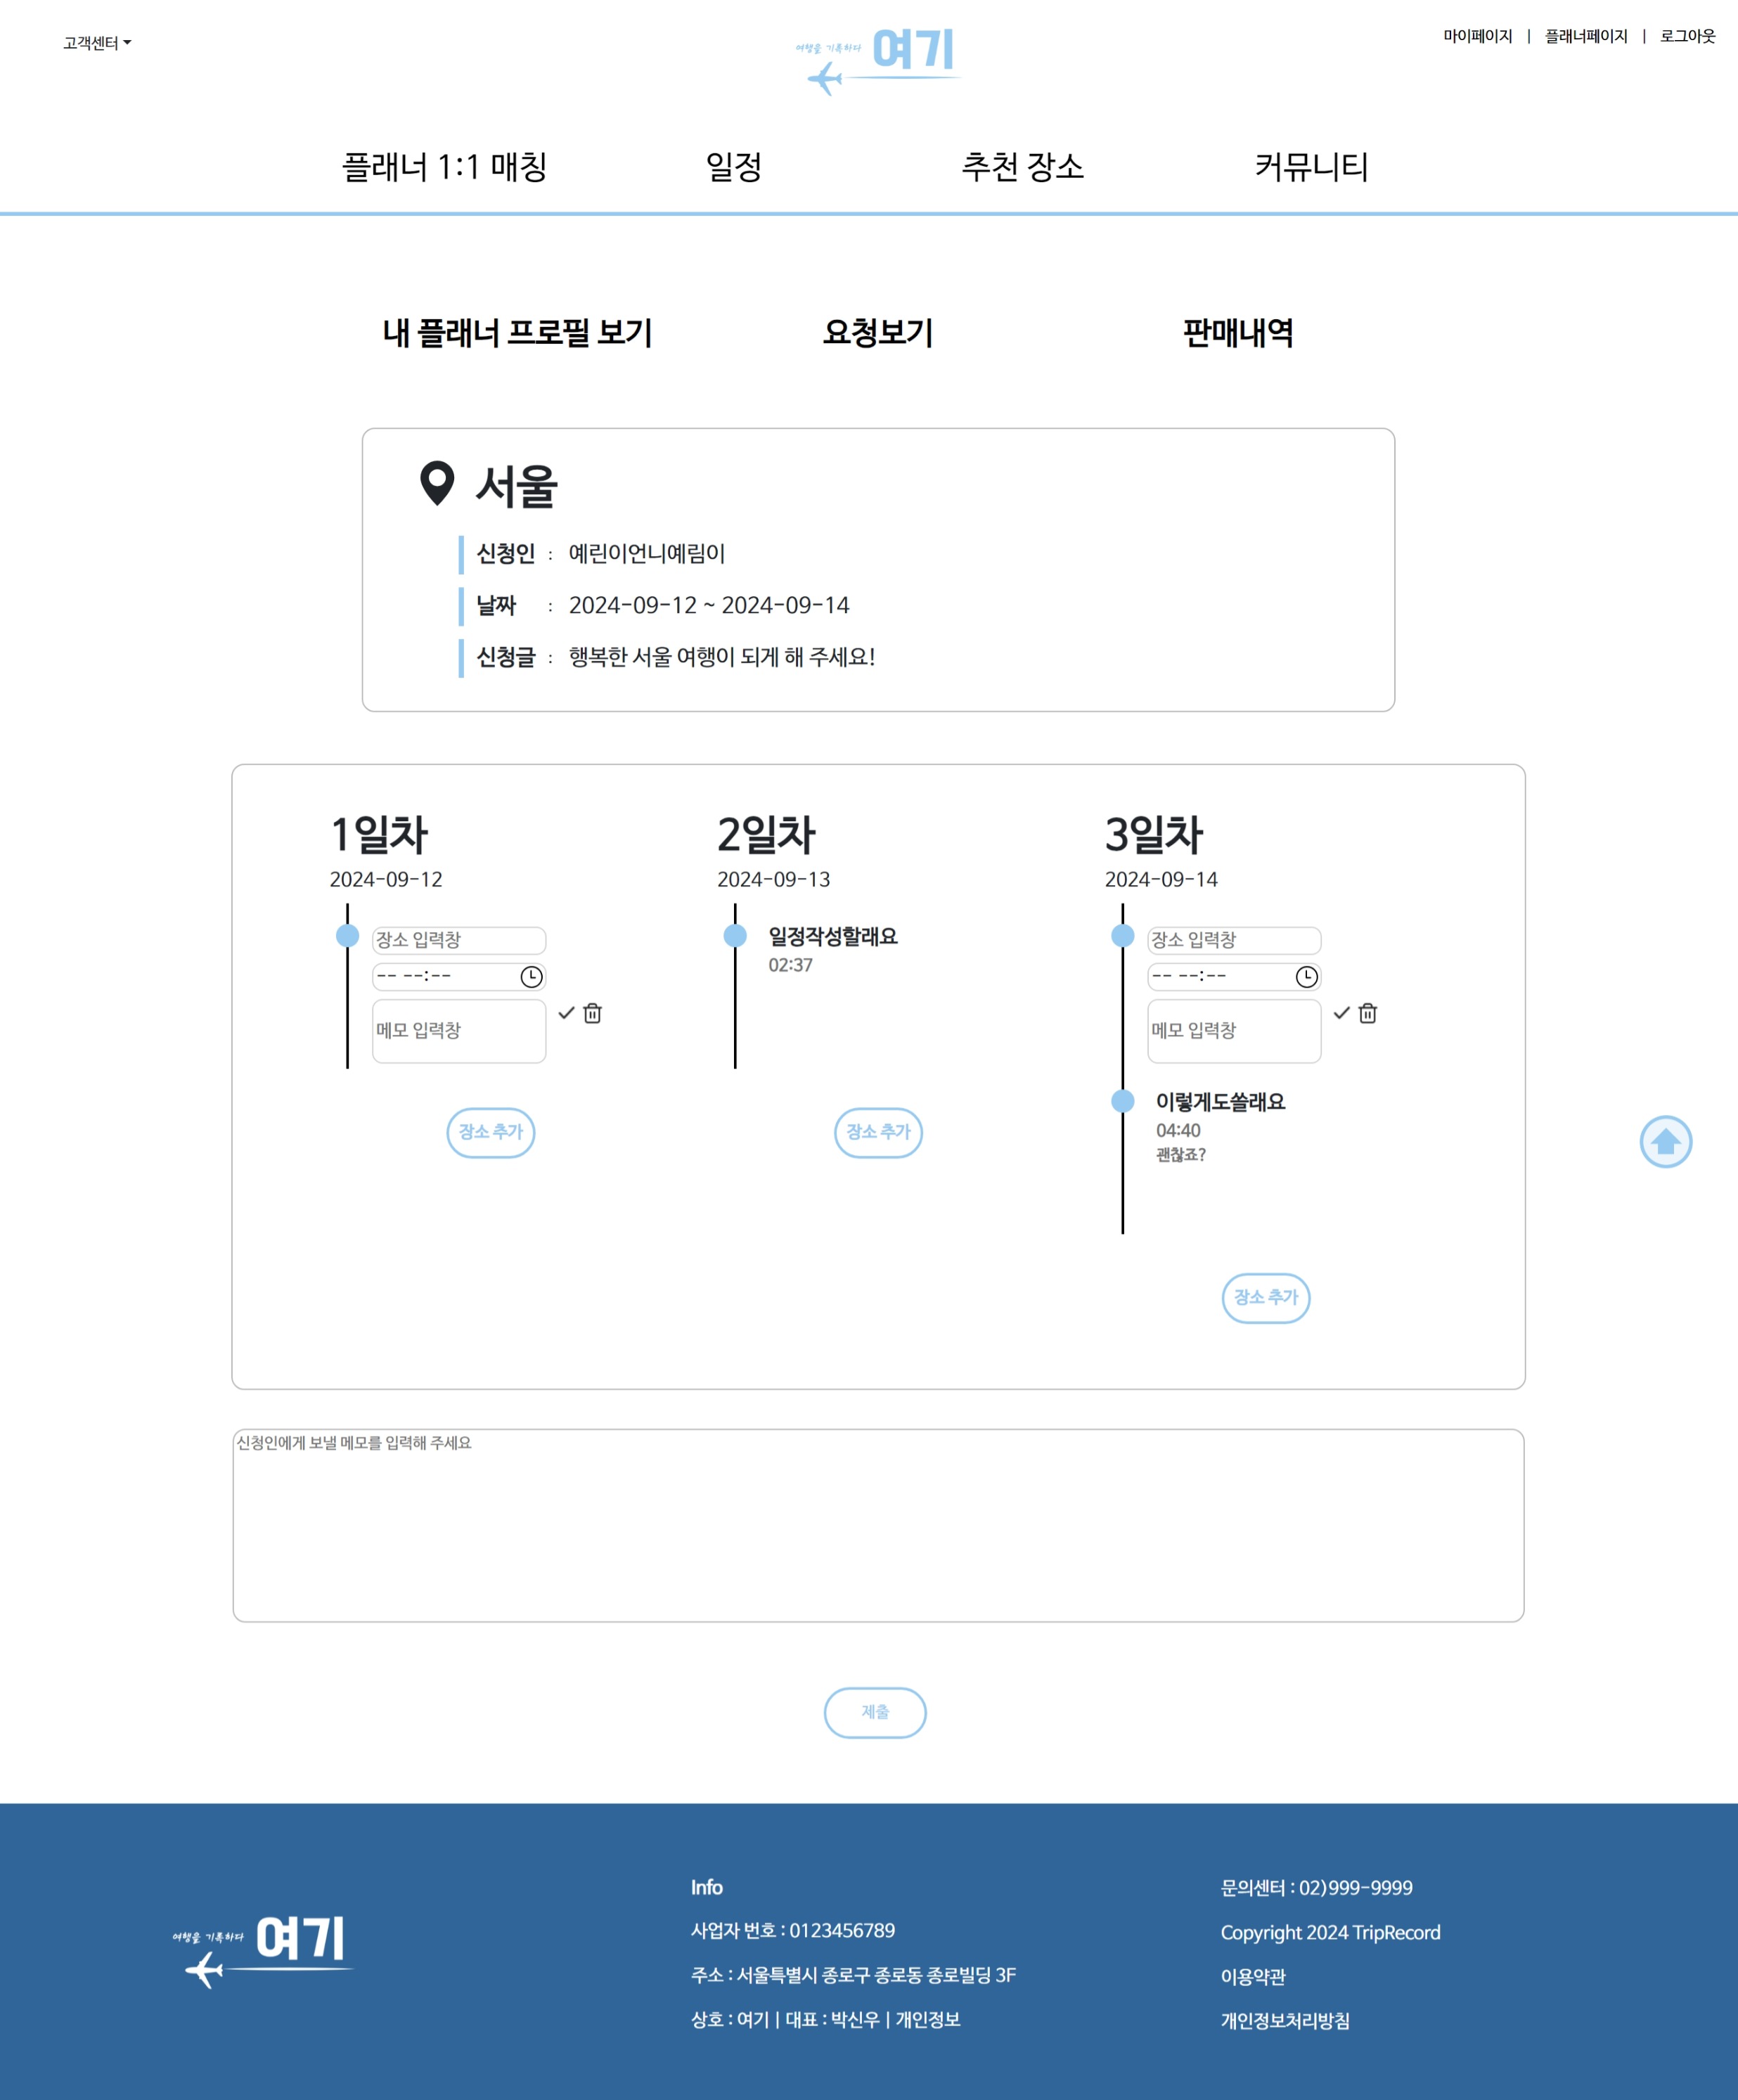 고객센터
여행을 기록하다 여기
마이페이지 | 플래너페이지 | 로그아웃
플래너 1:1 매칭 일정 추천 장소 커뮤니티
내 플래너 프로필 보기 요청보기 판매내역
서울
신청인 : 예린이언니예림이
날짜 : 2024-09-12 ~ 2024-09-14
신청글 : 행복한 서울 여행이 되게 해 주세요!
1일차
2024-09-12
장소 입력창
-- --:--
메모 입력창
장소 추가
2일차
2024-09-13
일정작성할래요
02:37
장소 추가
3일차
2024-09-14
장소 입력창
-- --:--
메모 입력창
이렇게도쓸래요
04:40
괜찮죠?
장소 추가
신청인에게 보낼 메모를 입력해 주세요
제출
여행을 기록하다 여기
Info
사업자 번호 : 0123456789
주소 : 서울특별시 종로구 종로동 종로빌딩 3F
상호 : 여기 | 대표 : 박신우 | 개인정보
문의센터 : 02)999-9999
Copyright 2024 TripRecord
이용약관
개인정보처리방침